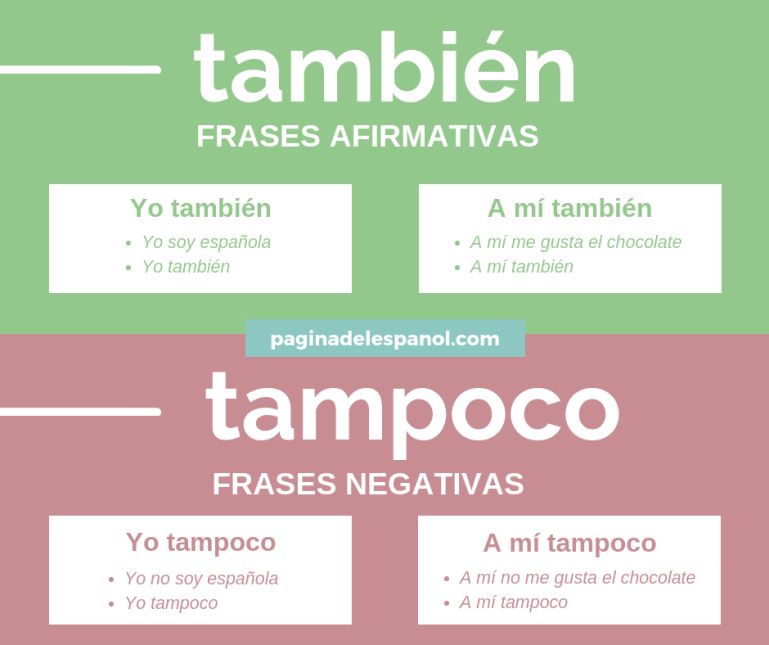 también
FRASES AFIRMATIVAS
Yo también
• Yo soy española
• Yo también
A mí también
• A mí me gusta el chocolate
• A mí también
paginadelespanol.com
tampoco
FRASES NEGATIVAS
Yo tampoco
• Yo no soy española
• Yo tampoco
A mí tampoco
• A mí no me gusta el chocolate
• A mí tampoco